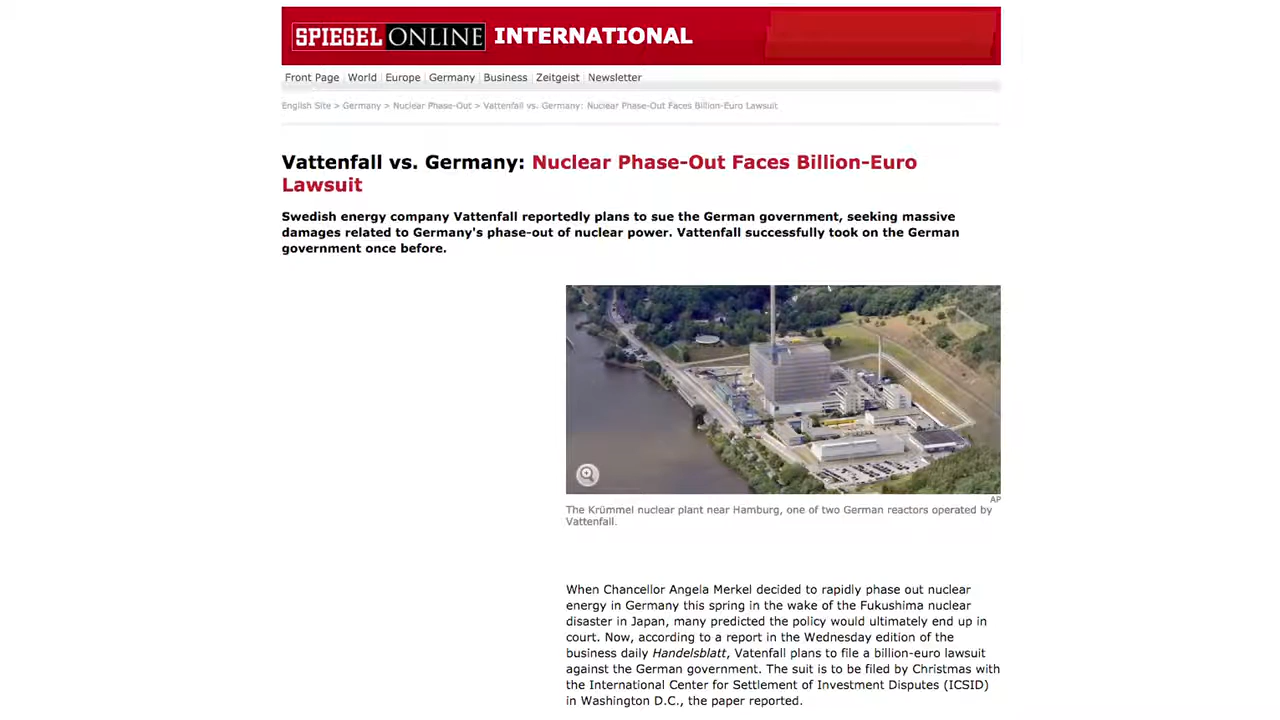 SPIEGEL ONLINE INTERNATIONAL
Front Page World Europe Germany Business Zeitgeist Newsletter
English Site > Germany > Nuclear Phase-Out > Vattenfall vs. Germany: Nuclear Phase-Out Faces Billion-Euro Lawsuit
Vattenfall vs. Germany: Nuclear Phase-Out Faces Billion-Euro
Lawsuit
Swedish energy company Vattenfall reportedly plans to sue the German government, seeking massive
damages related to Germany's phase-out of nuclear power. Vattenfall successfully took on the German
government once before.
AP
The Krümmel nuclear plant near Hamburg, one of two German reactors operated by
Vattenfall.
When Chancellor Angela Merkel decided to rapidly phase out nuclear
energy in Germany this spring in the wake of the Fukushima nuclear
disaster in Japan, many predicted the policy would ultimately end up in
court. Now, according to a report in the Wednesday edition of the
business daily Handelsblatt, Vatenfall plans to file a billion-euro lawsuit
against the German government. The suit is to be filed by Christmas with
the International Center for Settlement of Investment Disputes (ICSID)
in Washington D.C., the paper reported.